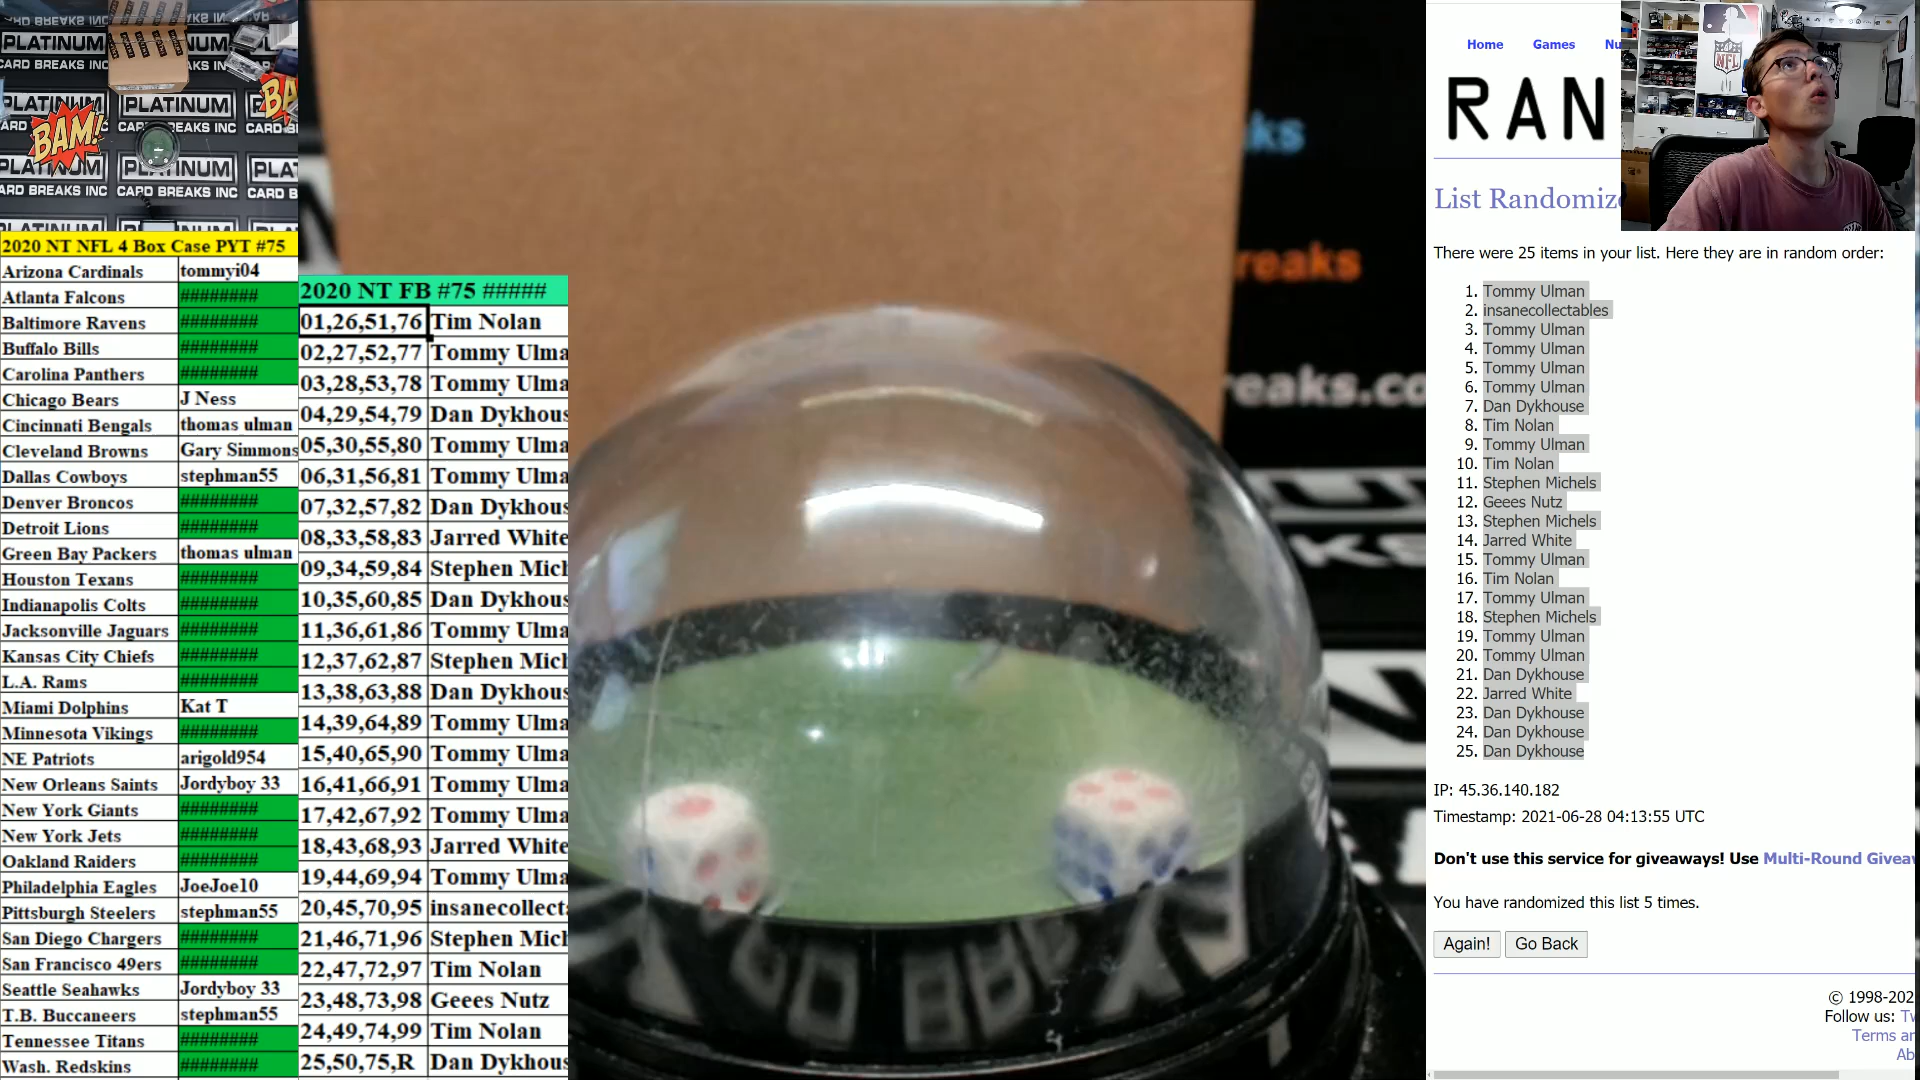 PLATINUM
CARD BREAKS INC
BAM!
2020 NT NFL 4 Box Case PYT #75
Arizona Cardinals tommyi04
Atlanta Falcons ########
Baltimore Ravens ########
Buffalo Bills ########
Carolina Panthers ########
Chicago Bears J Ness
Cincinnati Bengals thomas ulman
Cleveland Browns Gary Simmons
Dallas Cowboys stephman55
Denver Broncos ########
Detroit Lions ########
Green Bay Packers thomas ulman
Houston Texans ########
Indianapolis Colts ########
Jacksonville Jaguars ########
Kansas City Chiefs ########
L.A. Rams ########
Miami Dolphins Kat T
Minnesota Vikings ########
NE Patriots arigold954
New Orleans Saints Jordyboy 33
New York Giants ########
New York Jets ########
Oakland Raiders ########
Philadelphia Eagles JoeJoe10
Pittsburgh Steelers stephman55
San Diego Chargers ########
San Francisco 49ers ########
Seattle Seahawks Jordyboy 33
T.B. Buccaneers stephman55
Tennessee Titans ########
Wash. Redskins ########
2020 NT FB #75 #####
01,26,51,76 Tim Nolan
02,27,52,77 Tommy Ulma
03,28,53,78 Tommy Ulma
04,29,54,79 Dan Dykhous
05,30,55,80 Tommy Ulma
06,31,56,81 Tommy Ulma
07,32,57,82 Dan Dykhous
08,33,58,83 Jarred White
09,34,59,84 Stephen Mich
10,35,60,85 Dan Dykhous
11,36,61,86 Tommy Ulma
12,37,62,87 Stephen Mich
13,38,63,88 Dan Dykhous
14,39,64,89 Tommy Ulma
15,40,65,90 Tommy Ulma
16,41,66,91 Tommy Ulma
17,42,67,92 Tommy Ulma
18,43,68,93 Jarred White
19,44,69,94 Tommy Ulma
20,45,70,95 insanecollect
21,46,71,96 Stephen Mich
22,47,72,97 Tim Nolan
23,48,73,98 Geees Nutz
24,49,74,99 Tim Nolan
25,50,75,R Dan Dykhous
aks
reaks
reaks.co
Home Games Nu
RAN
NFL
List Randomize
There were 25 items in your list. Here they are in random order:
1. Tommy Ulman
2. insanecollectables
3. Tommy Ulman
4. Tommy Ulman
5. Tommy Ulman
6. Tommy Ulman
7. Dan Dykhouse
8. Tim Nolan
9. Tommy Ulman
10. Tim Nolan
11. Stephen Michels
12. Geees Nutz
13. Stephen Michels
14. Jarred White
15. Tommy Ulman
16. Tim Nolan
17. Tommy Ulman
18. Stephen Michels
19. Tommy Ulman
20. Tommy Ulman
21. Dan Dykhouse
22. Jarred White
23. Dan Dykhouse
24. Dan Dykhouse
25. Dan Dykhouse
IP: 45.36.140.182
Timestamp: 2021-06-28 04:13:55 UTC
Don't use this service for giveaways! Use Multi-Round Giveaw
You have randomized this list 5 times.
Again! Go Back
© 1998-202
Follow us: Tw
Terms an
Ab